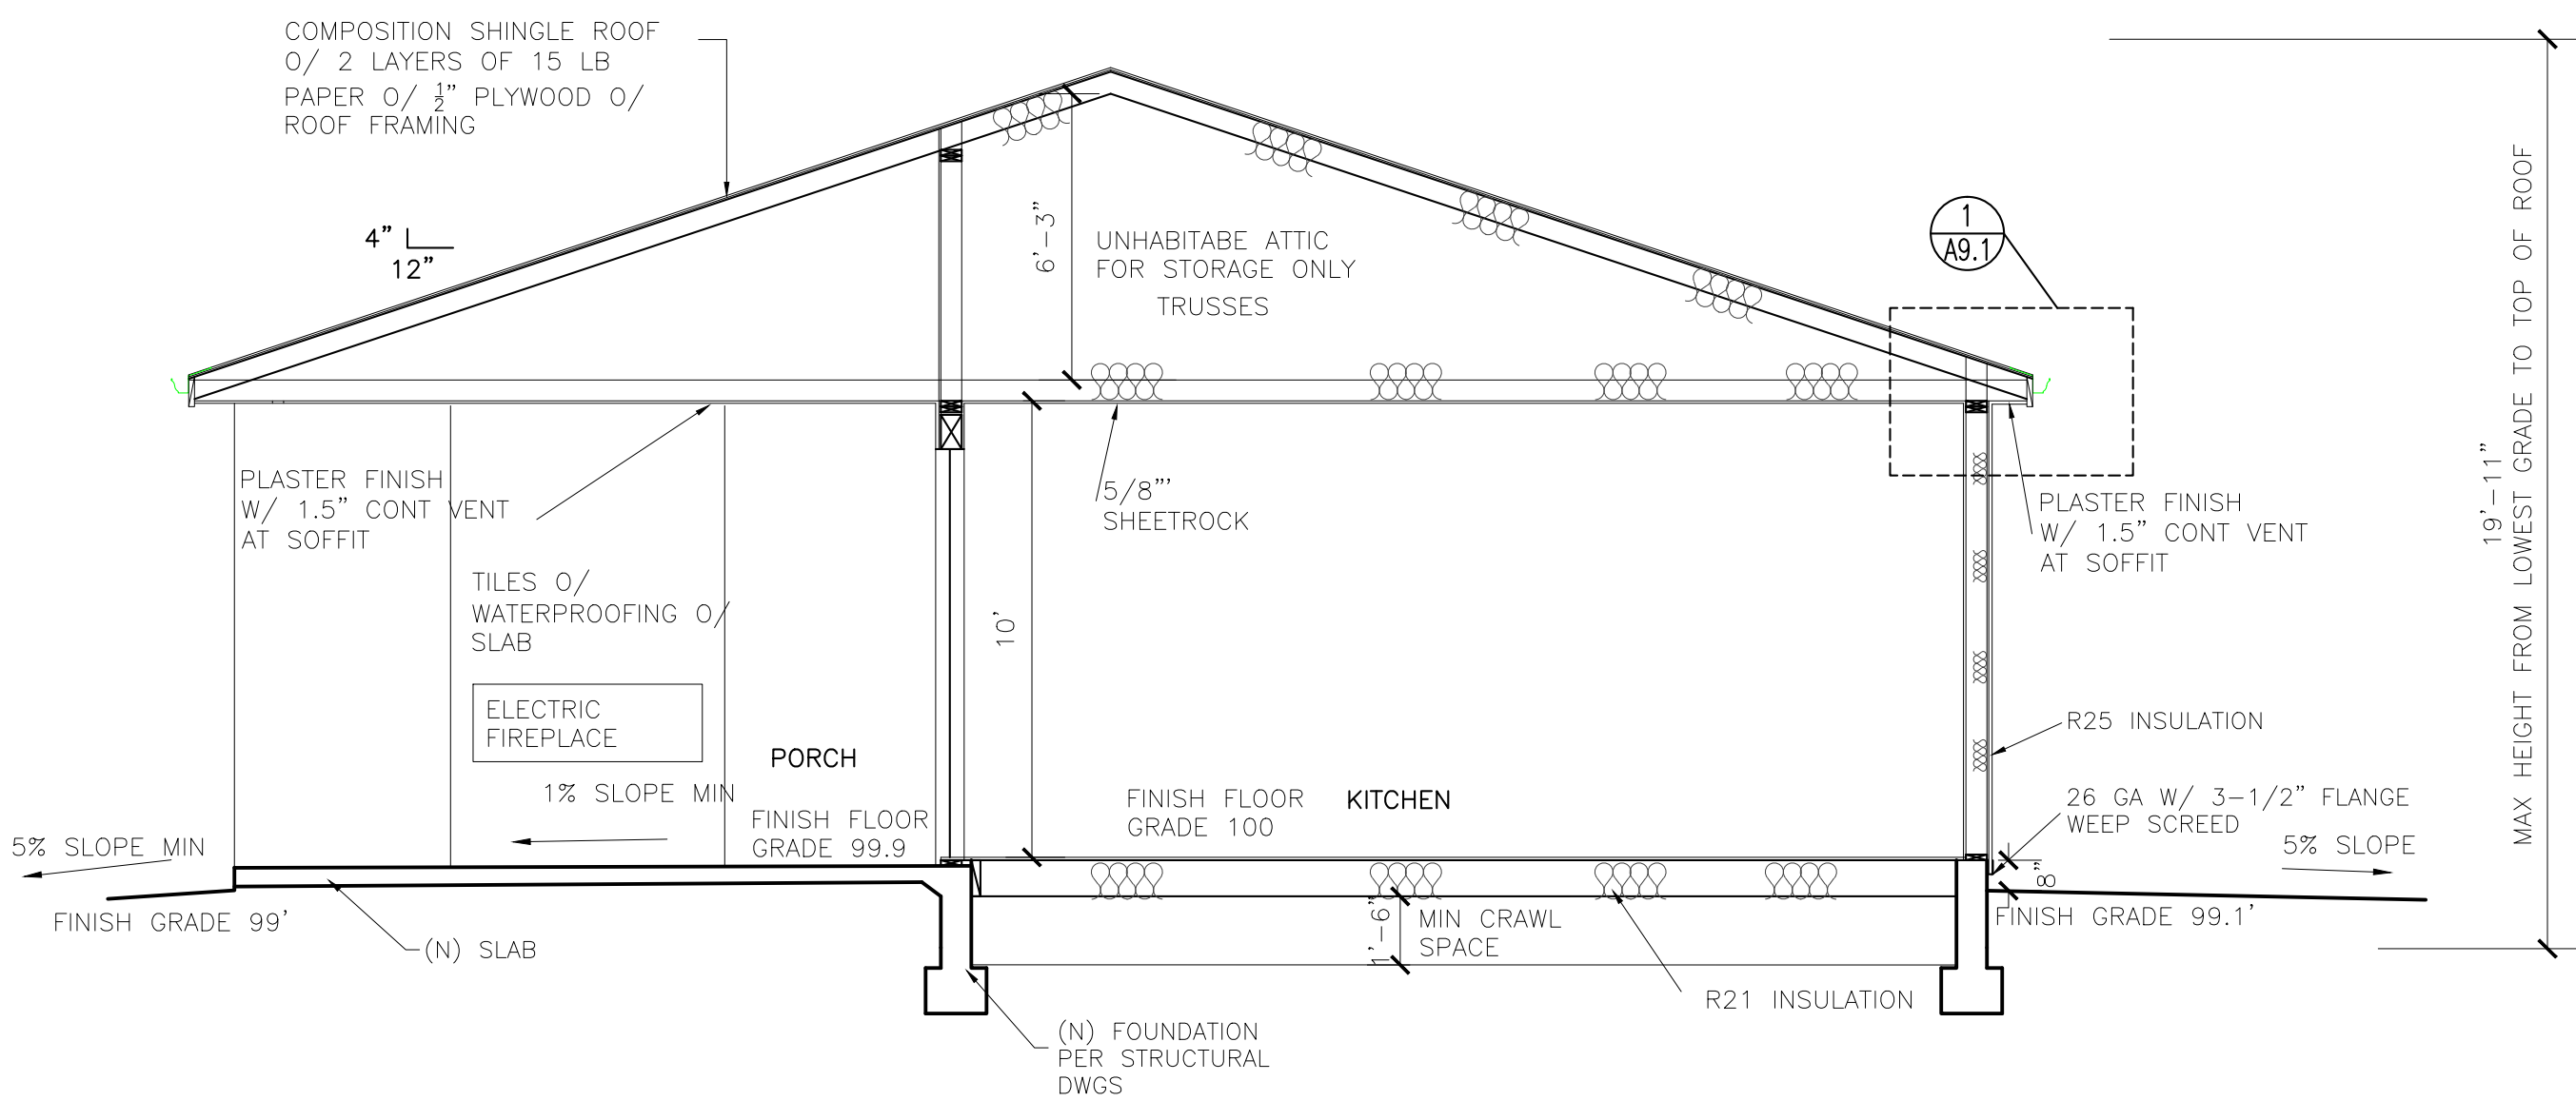 COMPOSITION SHINGLE ROOF
O/ 2 LAYERS OF 15 LB
PAPER O/ 1/2” PLYWOOD O/
ROOF FRAMING
4”
12”
6’-3”
UNHABITABE ATTIC
FOR STORAGE ONLY
TRUSSES
1
A9.1
MAX HEIGHT FROM LOWEST GRADE TO TOP OF ROOF
19’-11”
PLASTER FINISH
W/ 1.5” CONT VENT
AT SOFFIT
5/8”’
SHEETROCK
PLASTER FINISH
W/ 1.5” CONT VENT
AT SOFFIT
TILES O/
WATERPROOFING O/
SLAB
10’
ELECTRIC
FIREPLACE
PORCH
1% SLOPE MIN
FINISH FLOOR
GRADE 99.9
FINISH FLOOR
GRADE 100
KITCHEN
R25 INSULATION
26 GA W/ 3-1/2” FLANGE
WEEP SCREED
5% SLOPE MIN
5% SLOPE
8”
FINISH GRADE 99’
(N) SLAB
1’-6”
MIN CRAWL
SPACE
FINISH GRADE 99.1’
R21 INSULATION
(N) FOUNDATION
PER STRUCTURAL
DWGS